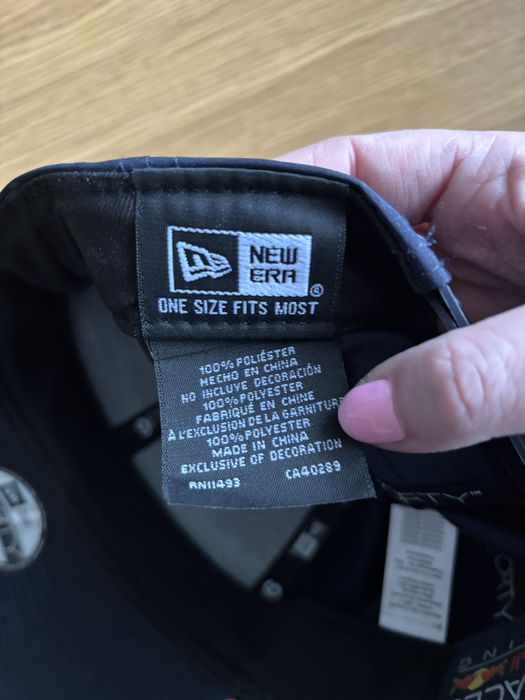 NEW
ERA
®
ONE SIZE FITS MOST
100% POLIÉSTER
HECHO EN CHINA
NO INCLUYE DECORACIÓN
100% POLYESTER
FABRIQUÉ EN CHINE
À L'EXCLUSION DE LA GARNITURE
100% POLYESTER
MADE IN CHINA
EXCLUSIVE OF DECORATION
RN11493 CA40289